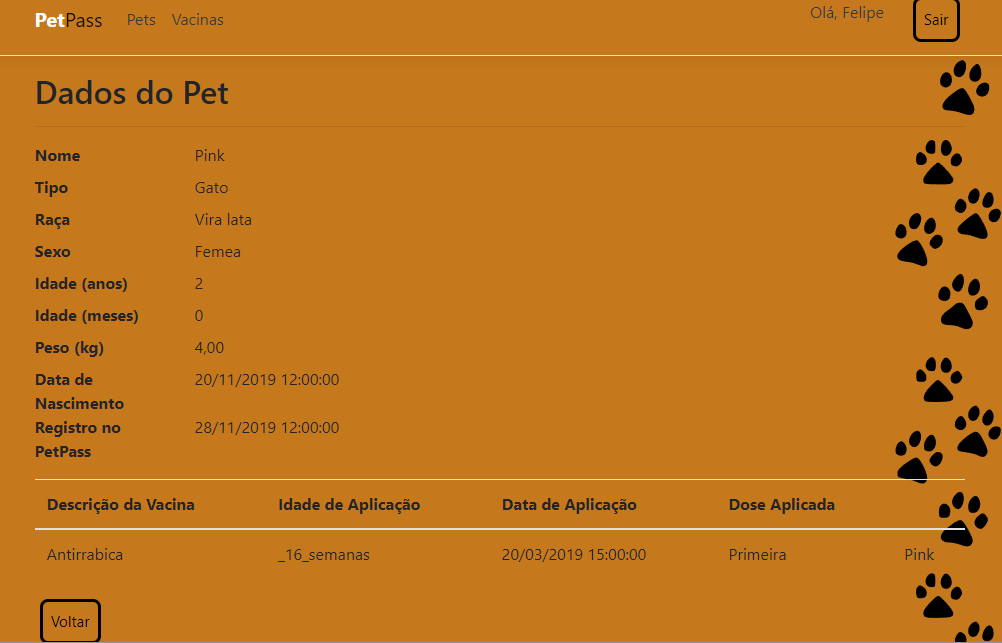 PetPass Pets Vacinas Olá, Felipe Sair
Dados do Pet
Nome Pink
Tipo Gato
Raça Vira lata
Sexo Femea
Idade (anos) 2
Idade (meses) 0
Peso (kg) 4,00
Data de Nascimento 20/11/2019 12:00:00
Registro no PetPass 28/11/2019 12:00:00
Descrição da Vacina Idade de Aplicação Data de Aplicação Dose Aplicada
Antirrabica _16_semanas 20/03/2019 15:00:00 Primeira Pink
Voltar